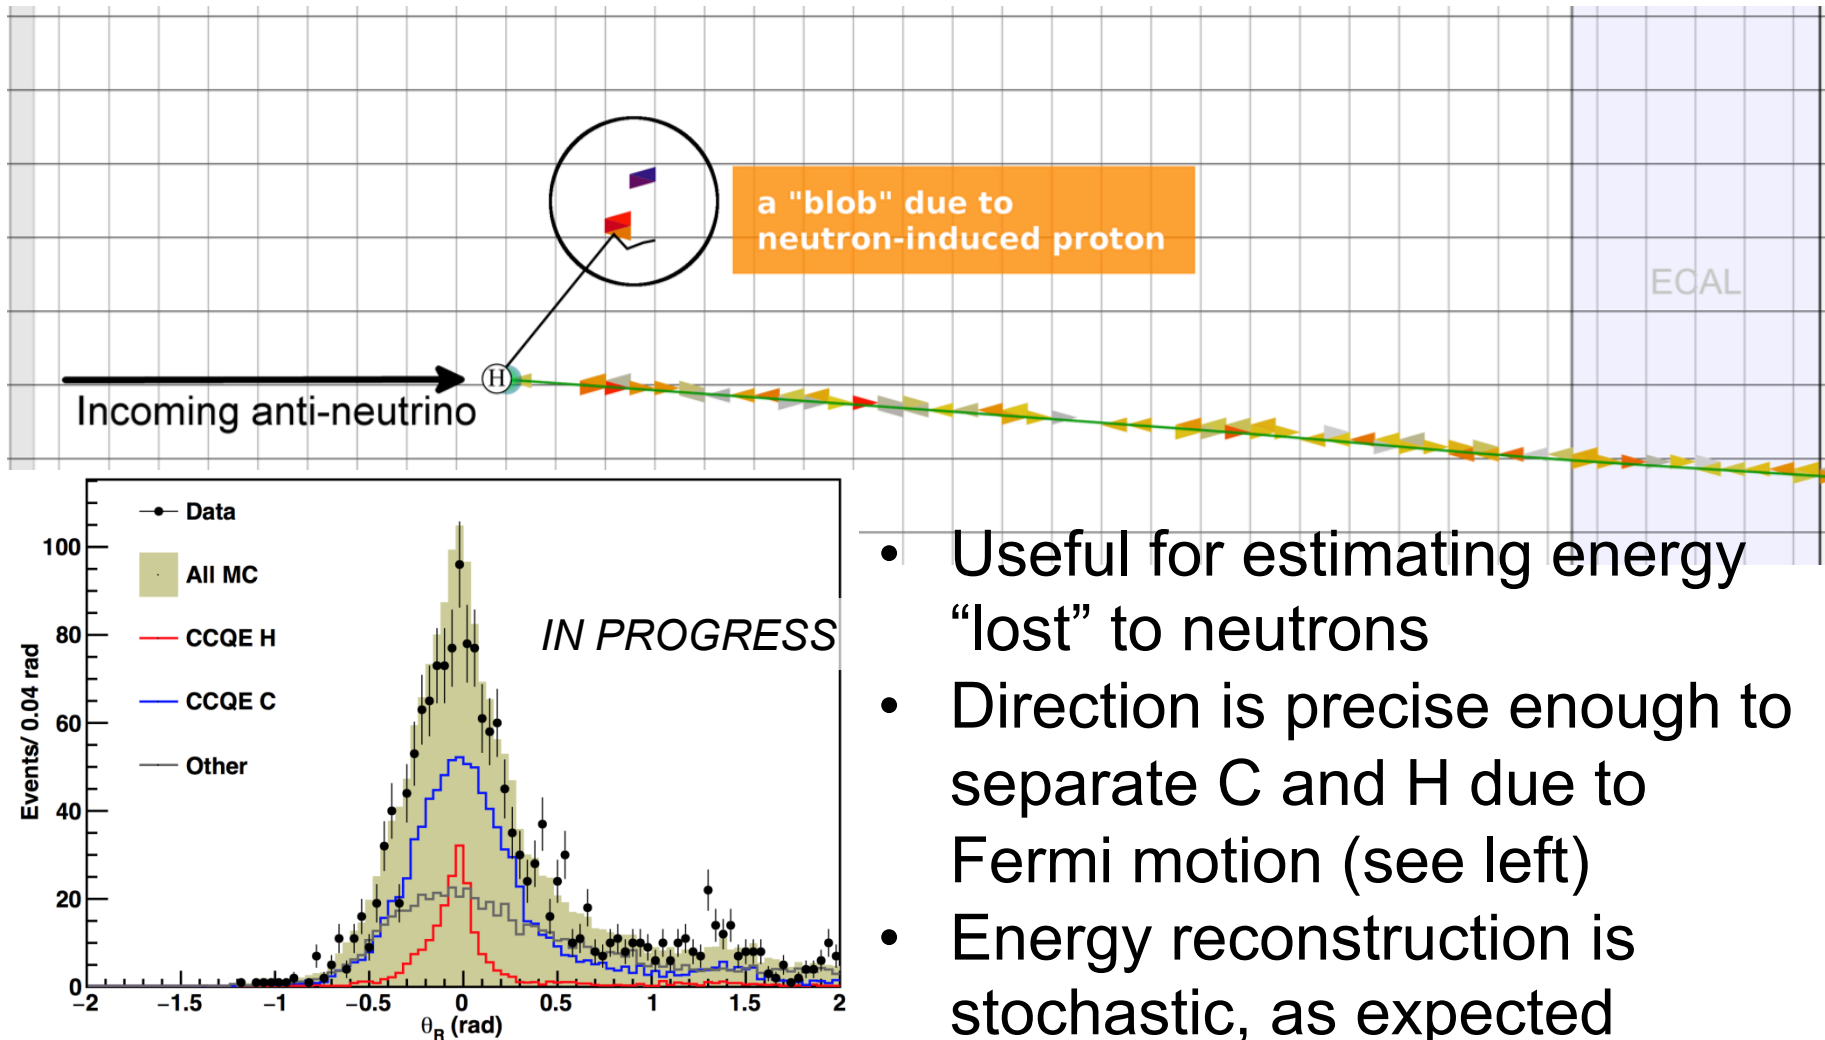 a "blob" due to
neutron-induced proton
ECAL
H
Incoming anti-neutrino
Data
All MC
CCQE H
CCQE C
Other
IN PROGRESS
Events/ 0.04 rad
100
80
60
40
20
0
−2 −1.5 −1 −0.5 0 0.5 1 1.5 2
θR (rad)
• Useful for estimating energy
“lost” to neutrons
• Direction is precise enough to
separate C and H due to
Fermi motion (see left)
• Energy reconstruction is
stochastic, as expected